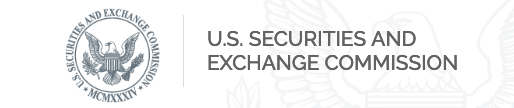 U.S. SECURITIES AND EXCHANGE COMMISSION
MCMXXXIV
U.S. SECURITIES AND
EXCHANGE COMMISSION